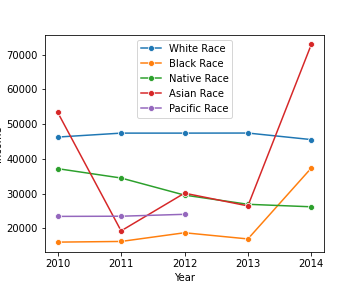 White Race
Black Race
Native Race
Asian Race
Pacific Race
70000
60000
50000
40000
30000
20000
2010 2011 2012 2013 2014
Year